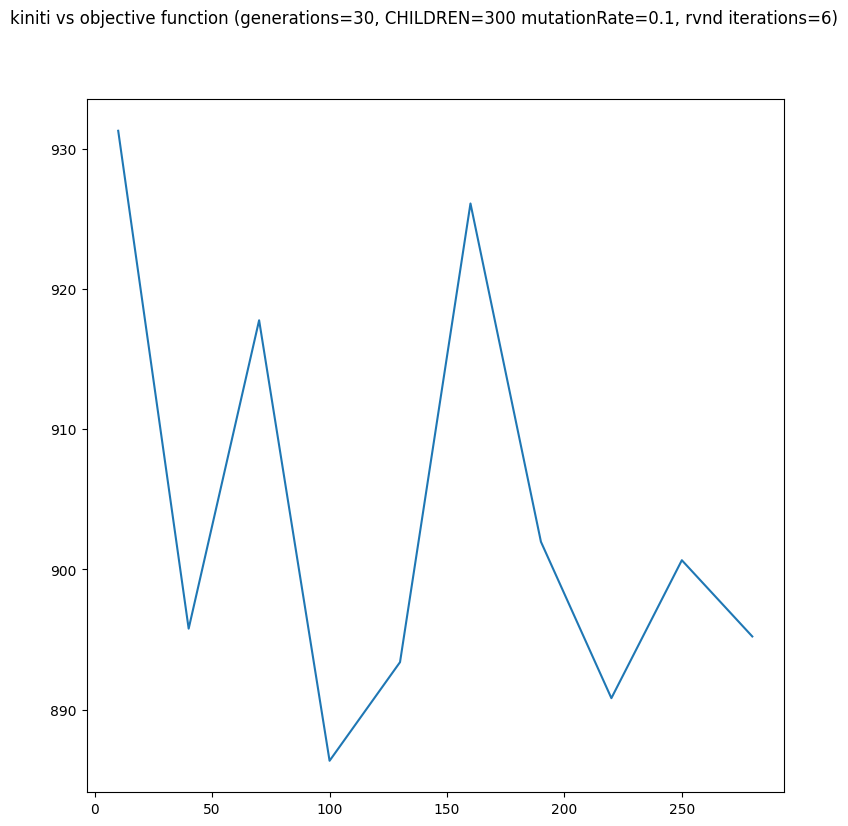 kiniti vs objective function (generations=30, CHILDREN=300 mutationRate=0.1, rvnd iterations=6)
930
920
910
900
890
0 50 100 150 200 250